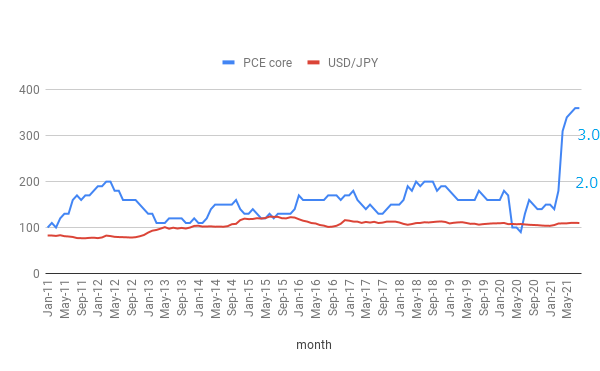 PCE core USD/JPY
400
300
3.0
200
2.0
100
0
Jan-11 May-11 Sep-11 Jan-12 May-12 Sep-12 Jan-13 May-13 Sep-13 Jan-14 May-14 Sep-14 Jan-15 May-15 Sep-15 Jan-16 May-16 Sep-16 Jan-17 May-17 Sep-17 Jan-18 May-18 Sep-18 Jan-19 May-19 Sep-19 Jan-20 May-20 Sep-20 Jan-21 May-21
month